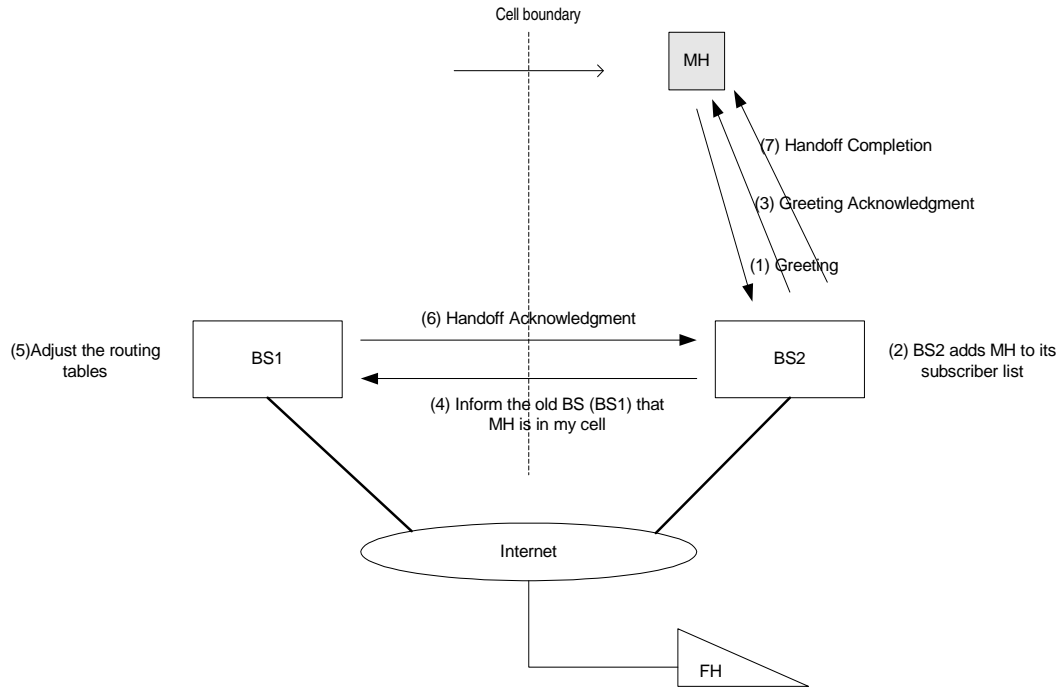 Cell boundary
MH
(7) Handoff Completion
(3) Greeting Acknowledgment
(1) Greeting
(6) Handoff Acknowledgment
(5)Adjust the routing
tables
BS1
BS2
(2) BS2 adds MH to its
subscriber list
(4) Inform the old BS (BS1) that
MH is in my cell
Internet
FH